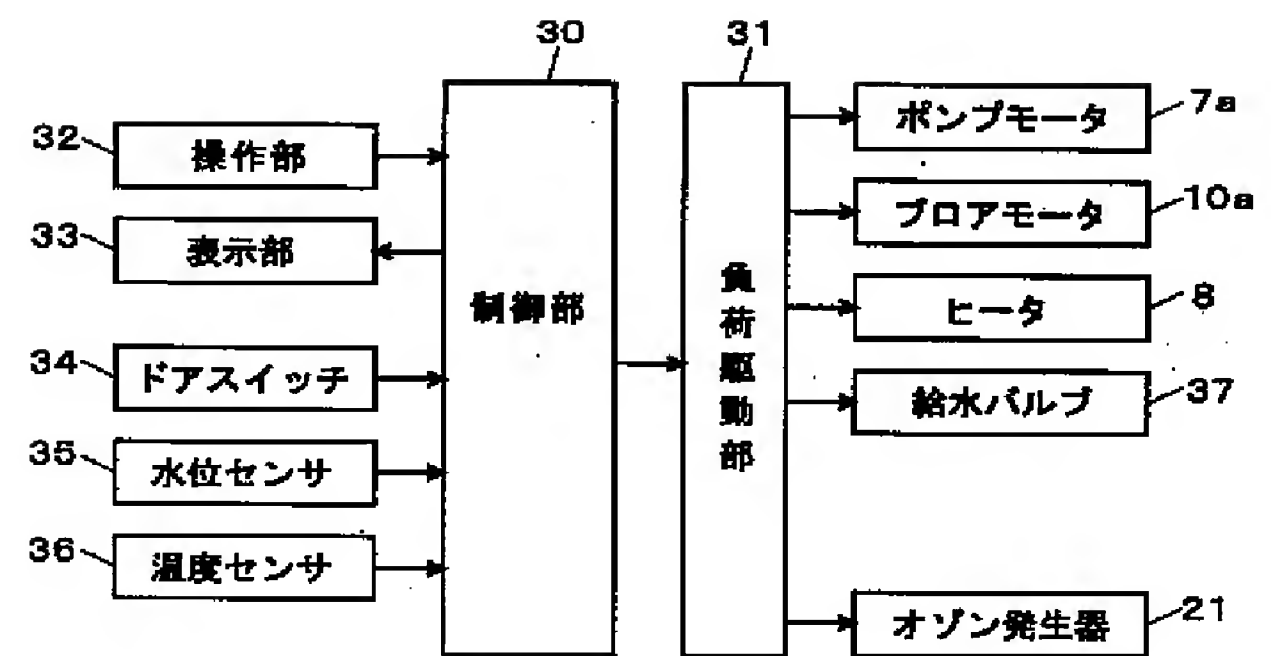 30
31
32
操作部
33
表示部
34
ドアスイッチ
35
水位センサ
36
温度センサ
制御部
負荷駆動部
ポンプモータ
7a
ブロアモータ
10a
ヒータ
8
給水バルブ
37
オゾン発生器
21